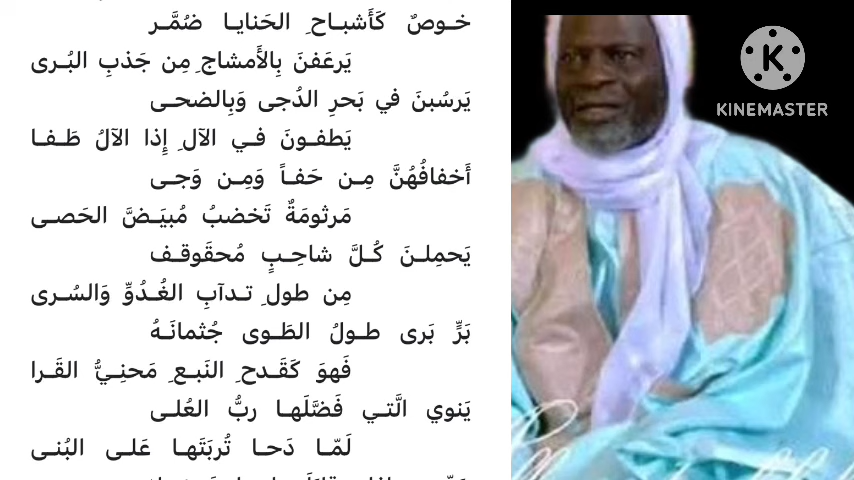 خوصٌ كَأَشباحِ الحَنايا ضُمَّر
يَرعَفنَ بِالأَمشاجِ مِن جَذبِ البُرى
يَرسُبنَ في بَحرِ الدُجى وَبِالضحى
يَطفونَ في الآلِ إِذا الآلُ طَفا
أَخفافُهُنَّ مِن حَفاً وَمِن وَجى
مَرثومَةٌ تَخضبُ مُبيَضَّ الحَصى
يَحمِلنَ كُلَّ شاحِبٍ مُحقَوقف
مِن طولِ تدآبِ الغُدُوِّ وَالسُرى
بَرٍّ بَرى طولُ الطَوى جُثمانَهُ
فَهوَ كَقَدحِ النَبعِ مَحنِيُّ القَرا
يَنوي الَّتي فَضَّلَها ربُّ العُلى
لَمّا دَحا تُربَتَها عَلى البُنى
KINEMASTER